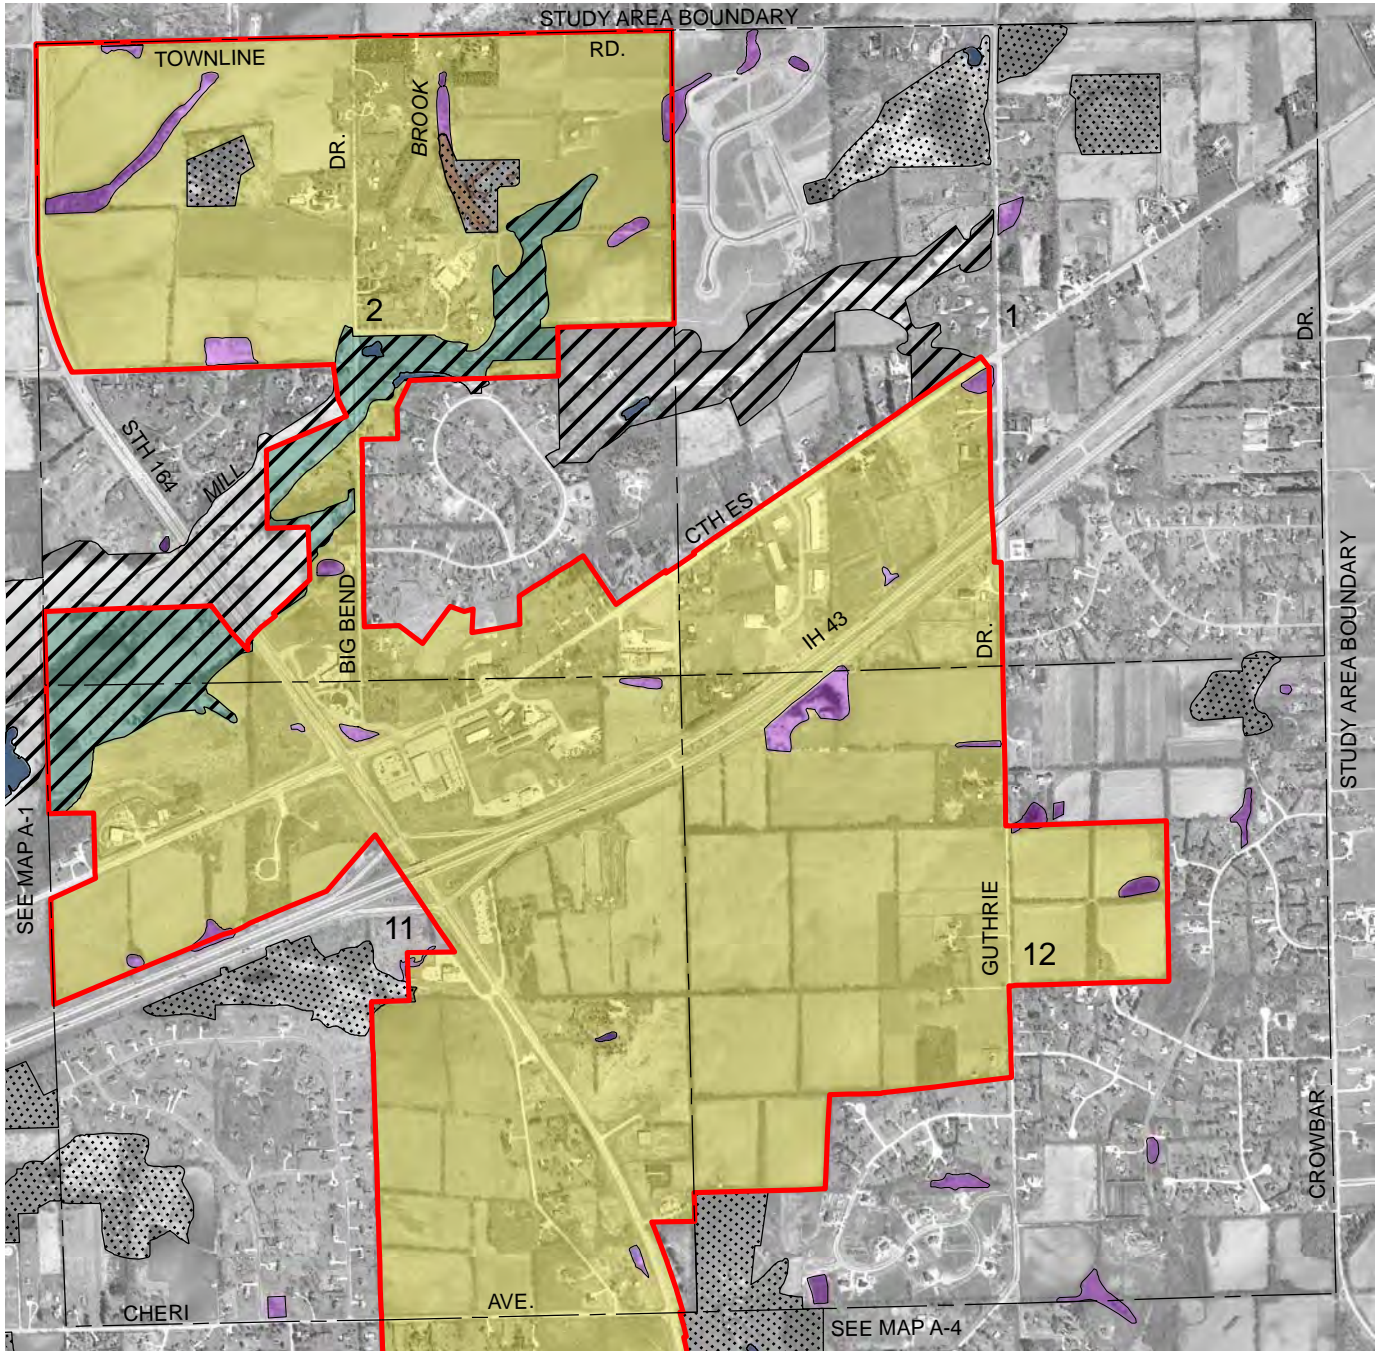 STUDY AREA BOUNDARY
TOWNLINE
RD.
BROOK
DR.
2
1
DR.
STH 164
MILL
CTH ES
BIG BEND
IH 43
DR.
STUDY AREA BOUNDARY
SEE MAP A-1
11
GUTHRIE
12
CROWBAR
CHERI
AVE.
SEE MAP A-4